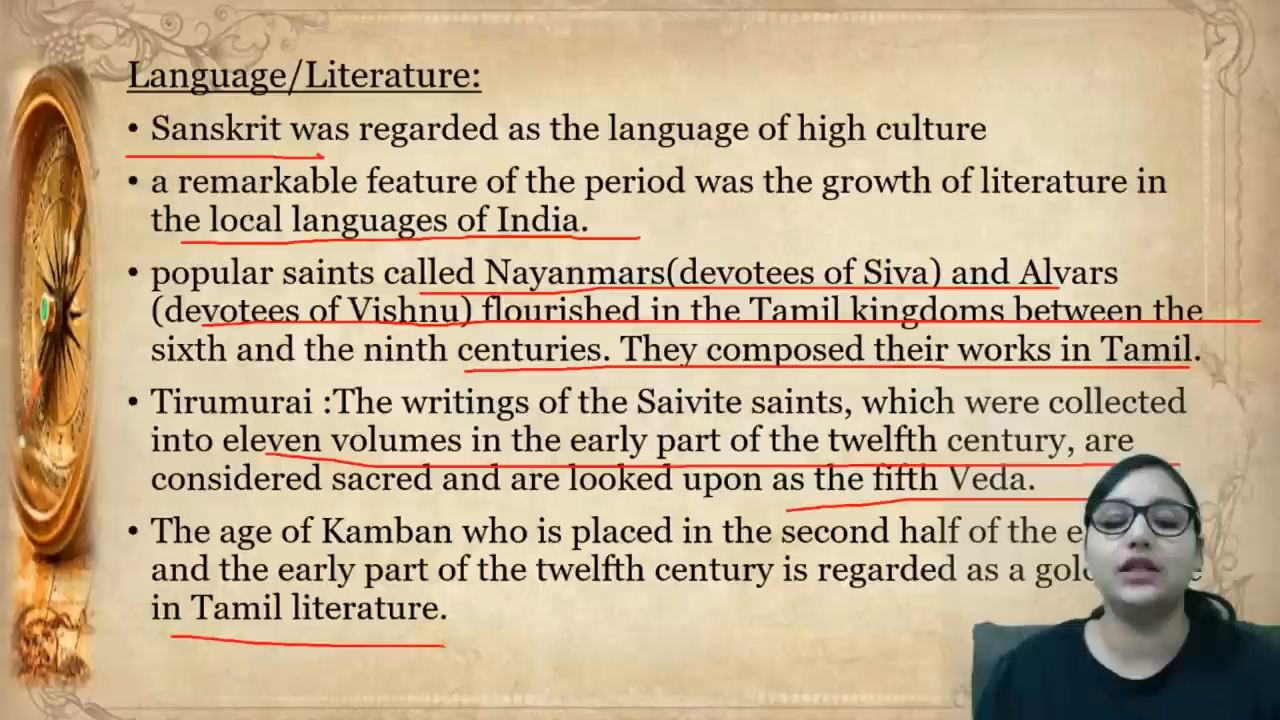 Language/Literature:
• Sanskrit was regarded as the language of high culture
• a remarkable feature of the period was the growth of literature in
the local languages of India.
• popular saints called Nayanmars(devotees of Siva) and Alvars
(devotees of Vishnu) flourished in the Tamil kingdoms between the
sixth and the ninth centuries. They composed their works in Tamil.
• Tirumurai :The writings of the Saivite saints, which were collected
into eleven volumes in the early part of the twelfth century, are
considered sacred and are looked upon as the fifth Veda.
• The age of Kamban who is placed in the second half of the
and the early part of the twelfth century is regarded as a
in Tamil literature.